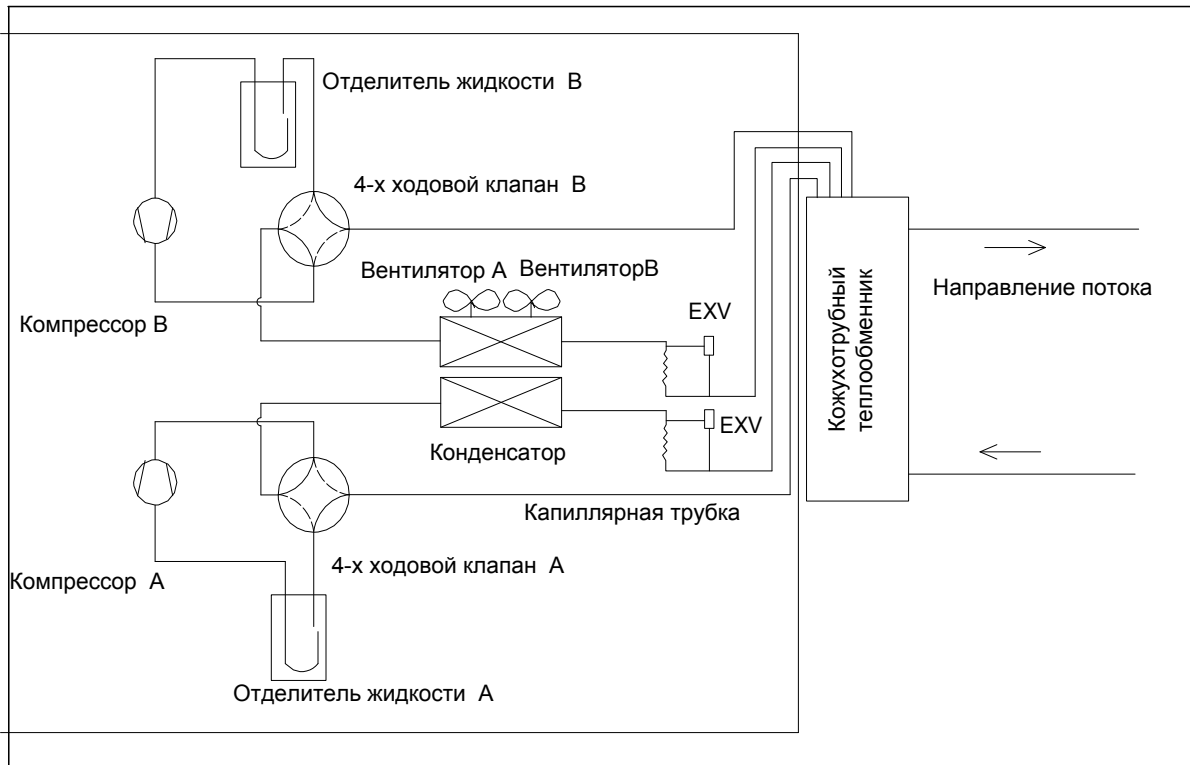 Отделитель жидкости В
4-х ходовой клапан В
Вентилятор А ВентиляторВ
Компрессор В
EXV
Направление потока
Кожухотрубный
теплообменник
EXV
Конденсатор
Капиллярная трубка
4-х ходовой клапан А
Компрессор А
Отделитель жидкости А